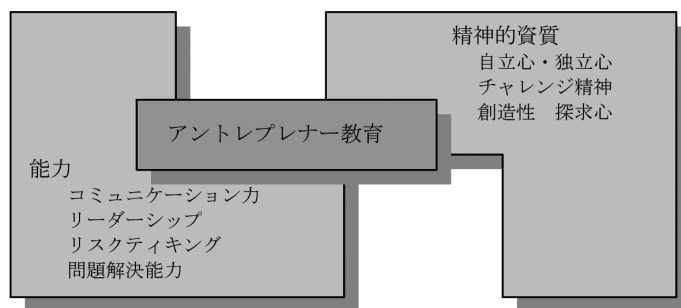 精神的資質
自立心・独立心
チャレンジ精神
創造性　探求心
アントレプレナー教育
能力
コミュニケーション力
リーダーシップ
リスクティキング
問題解決能力